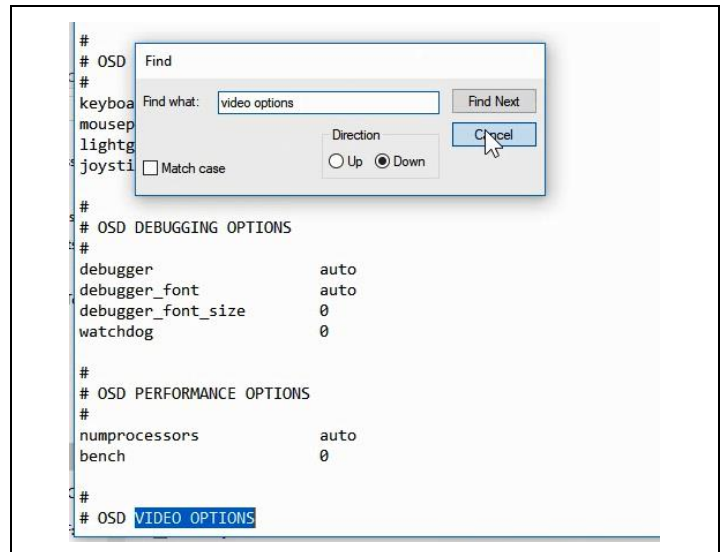 #
# OSD
#
keyboa
mousep
lightg
joysti
Find
Find what: video options
Find Next
Direction
Cancel
Match case
Up Down
#
# OSD DEBUGGING OPTIONS
#
debugger auto
debugger_font auto
debugger_font_size 0
watchdog 0
#
# OSD PERFORMANCE OPTIONS
#
numprocessors auto
bench 0
#
# OSD VIDEO OPTIONS